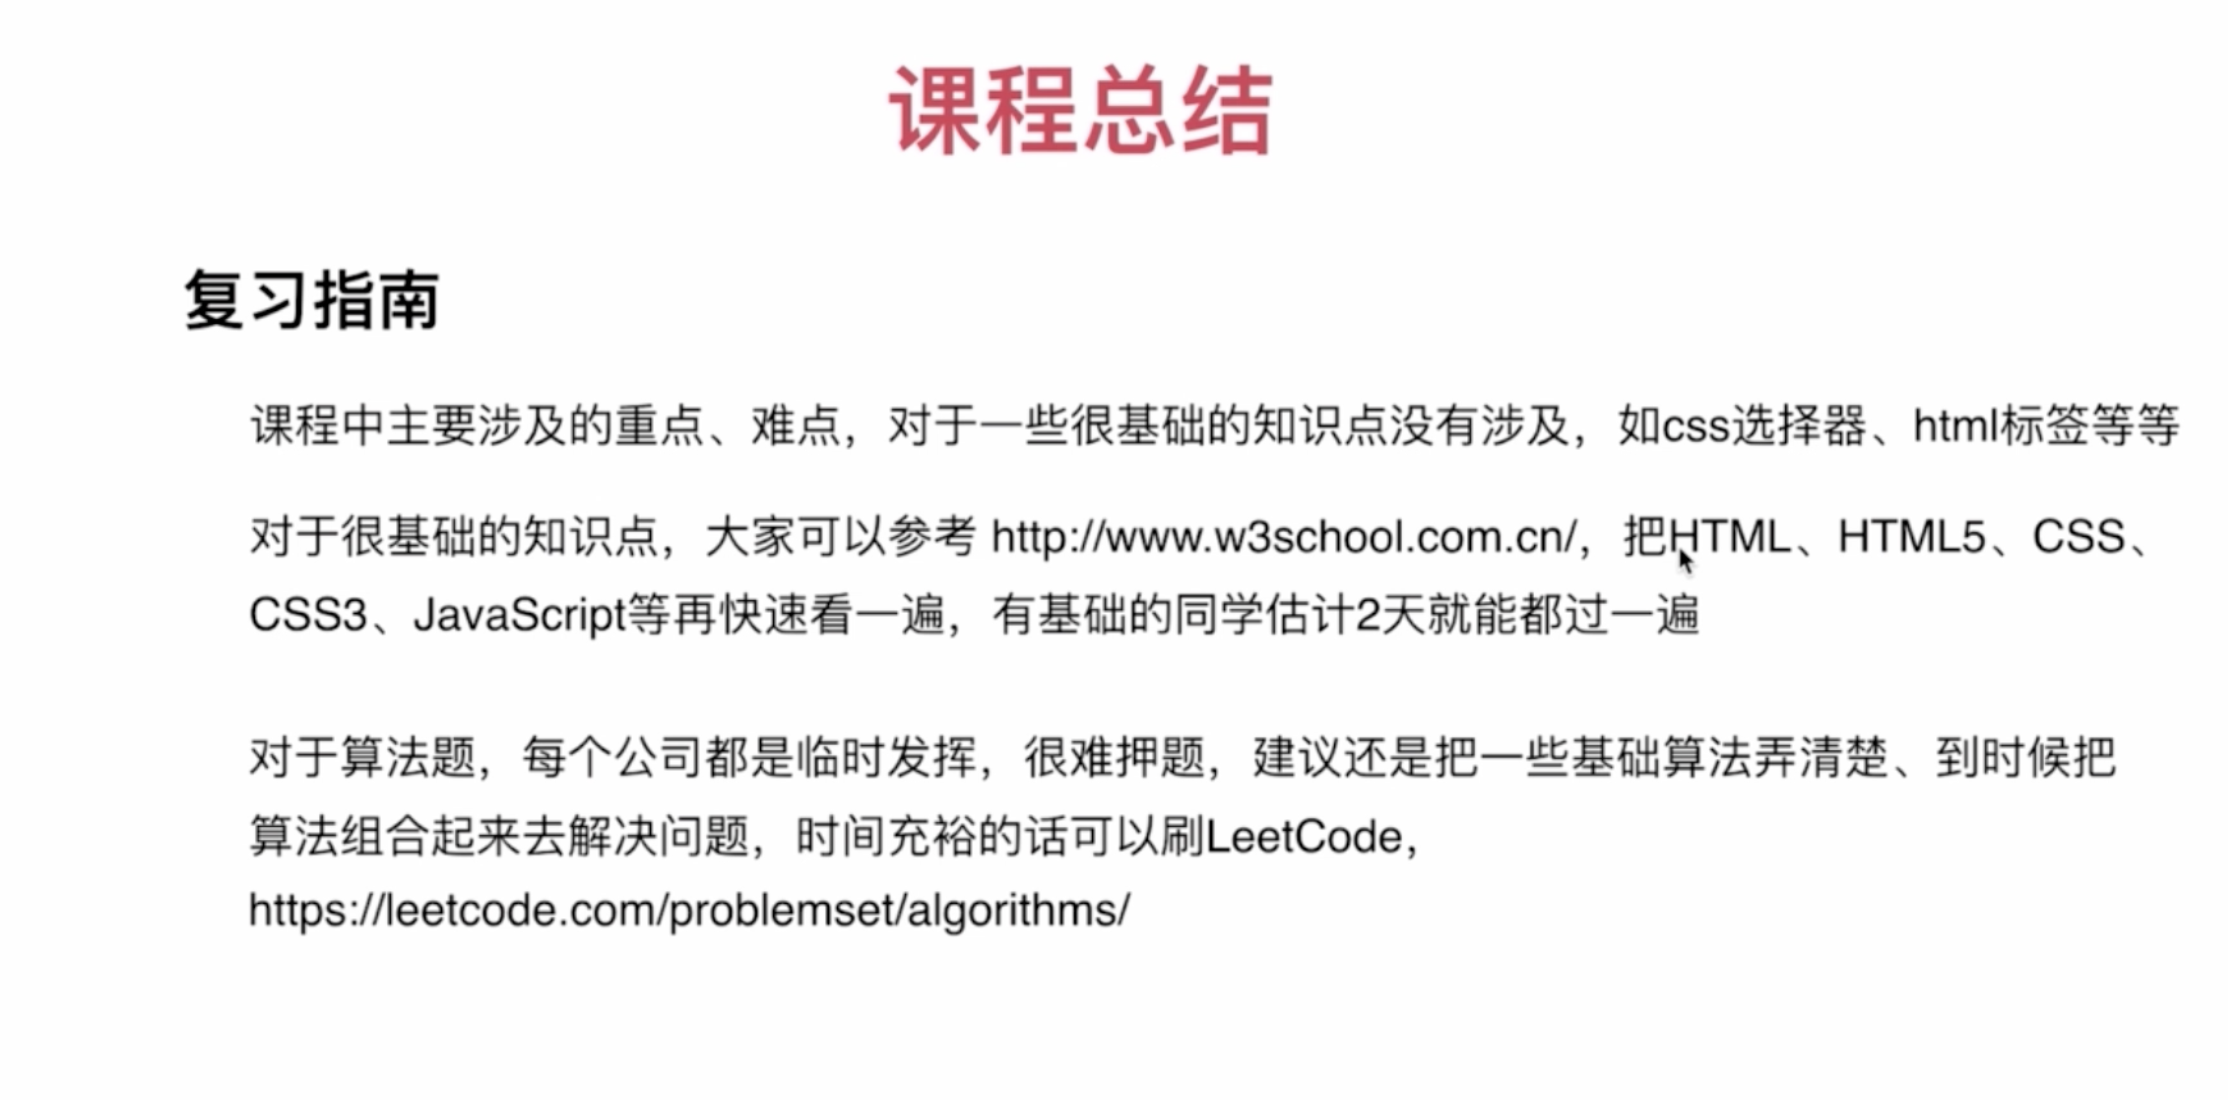 课程总结
复习指南
课程中主要涉及的重点、难点，对于一些很基础的知识点没有涉及，如css选择器、html标签等等
对于很基础的知识点，大家可以参考 http://www.w3school.com.cn/，把HTML、HTML5、CSS、
CSS3、JavaScript等再快速看一遍，有基础的同学估计2天就能都过一遍
对于算法题，每个公司都是临时发挥，很难押题，建议还是把一些基础算法弄清楚、到时候把
算法组合起来去解决问题，时间充裕的话可以刷LeetCode，
https://leetcode.com/problemset/algorithms/